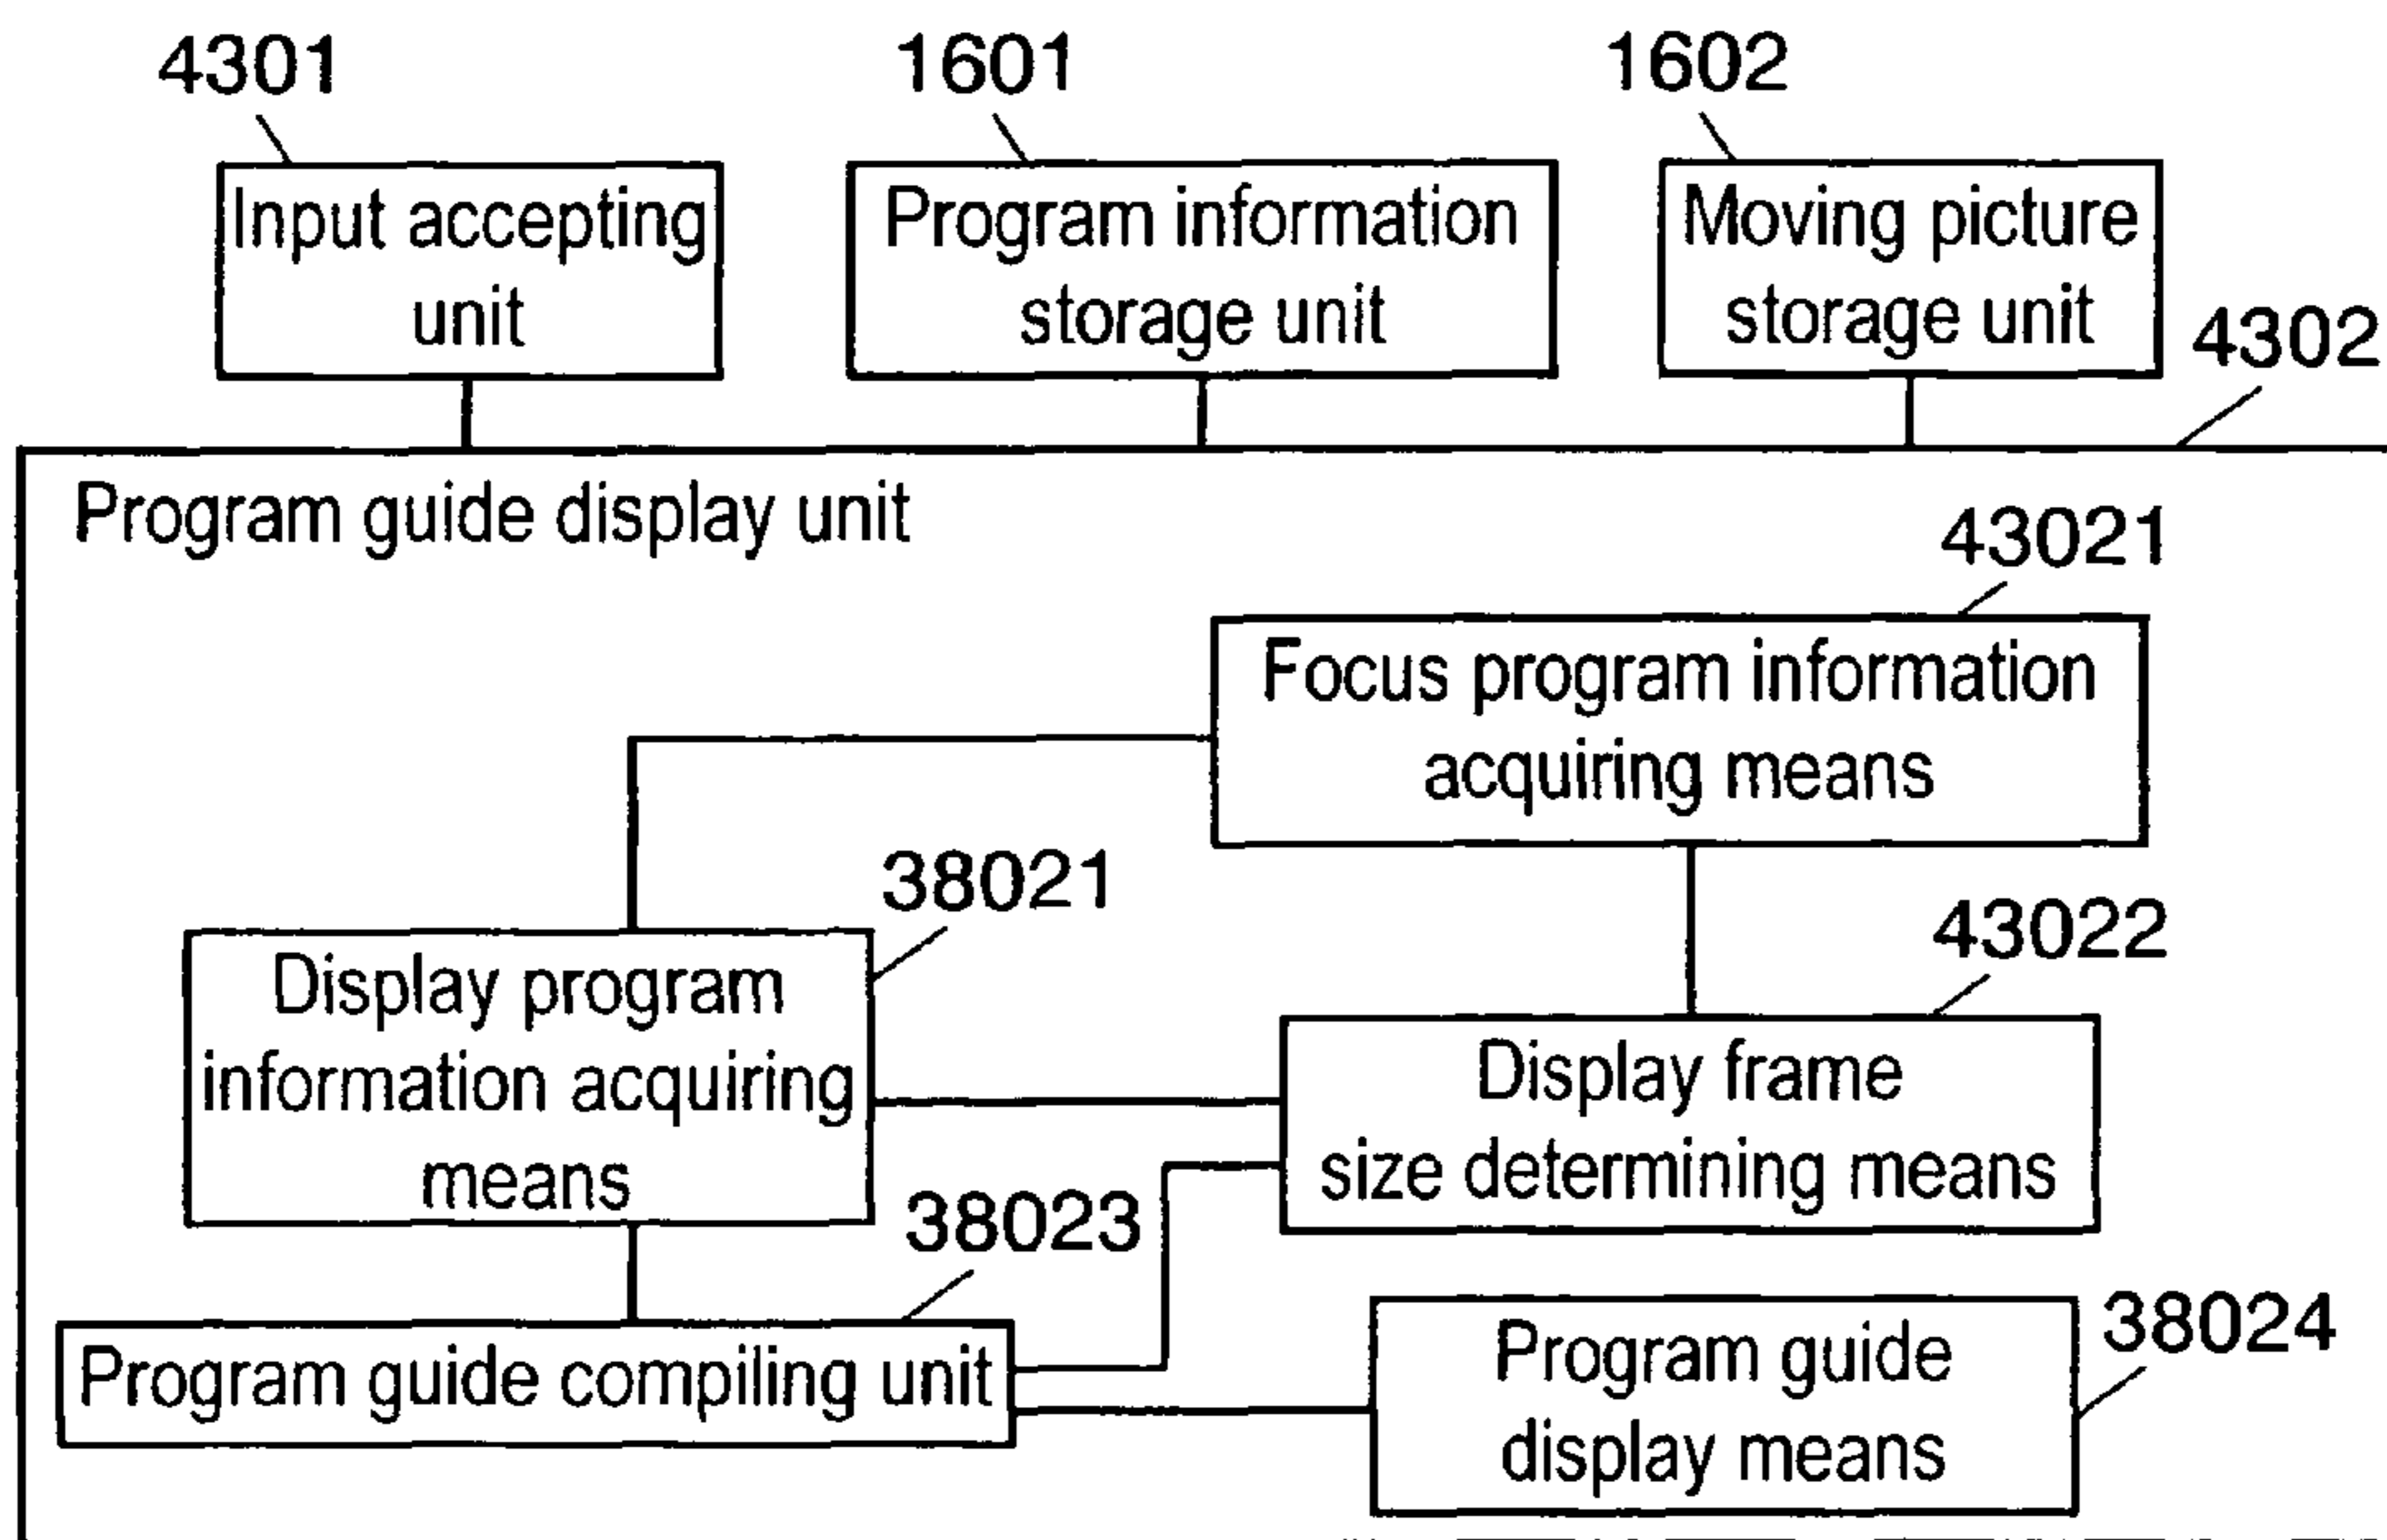 4301
1601
1602
Input accepting
unit
Program information
storage unit
Moving picture
storage unit
4302
Program guide display unit
43021
Focus program information
acquiring means
38021
Display program
information acquiring
means
43022
Display frame
size determining means
38023
Program guide compiling unit
Program guide
display means
38024